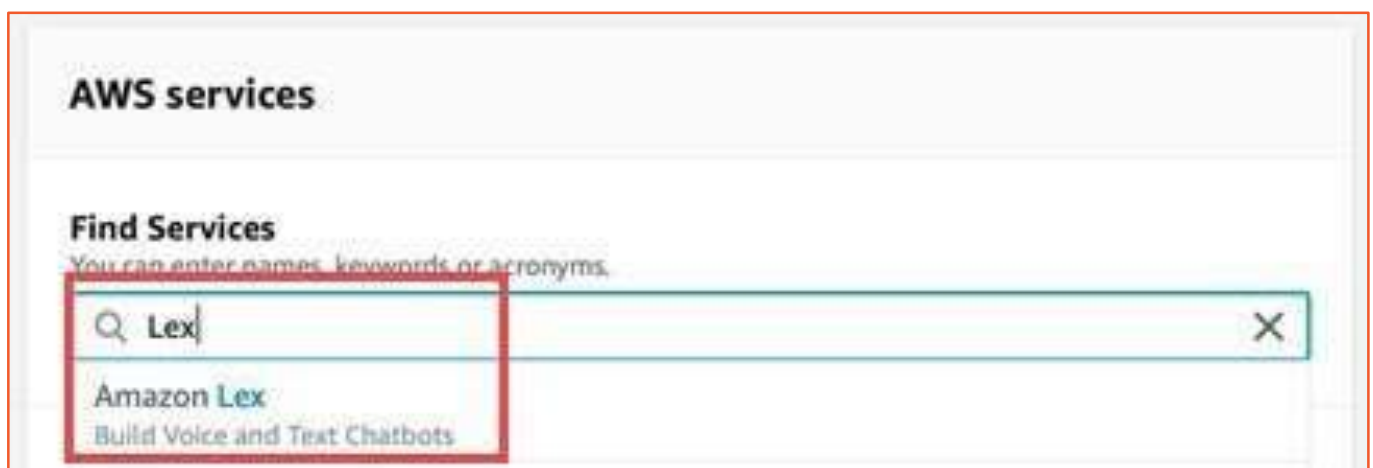 AWS services
Find Services
You can enter names, keywords or acronyms.
Lex
Amazon Lex
Build Voice and Text Chatbots